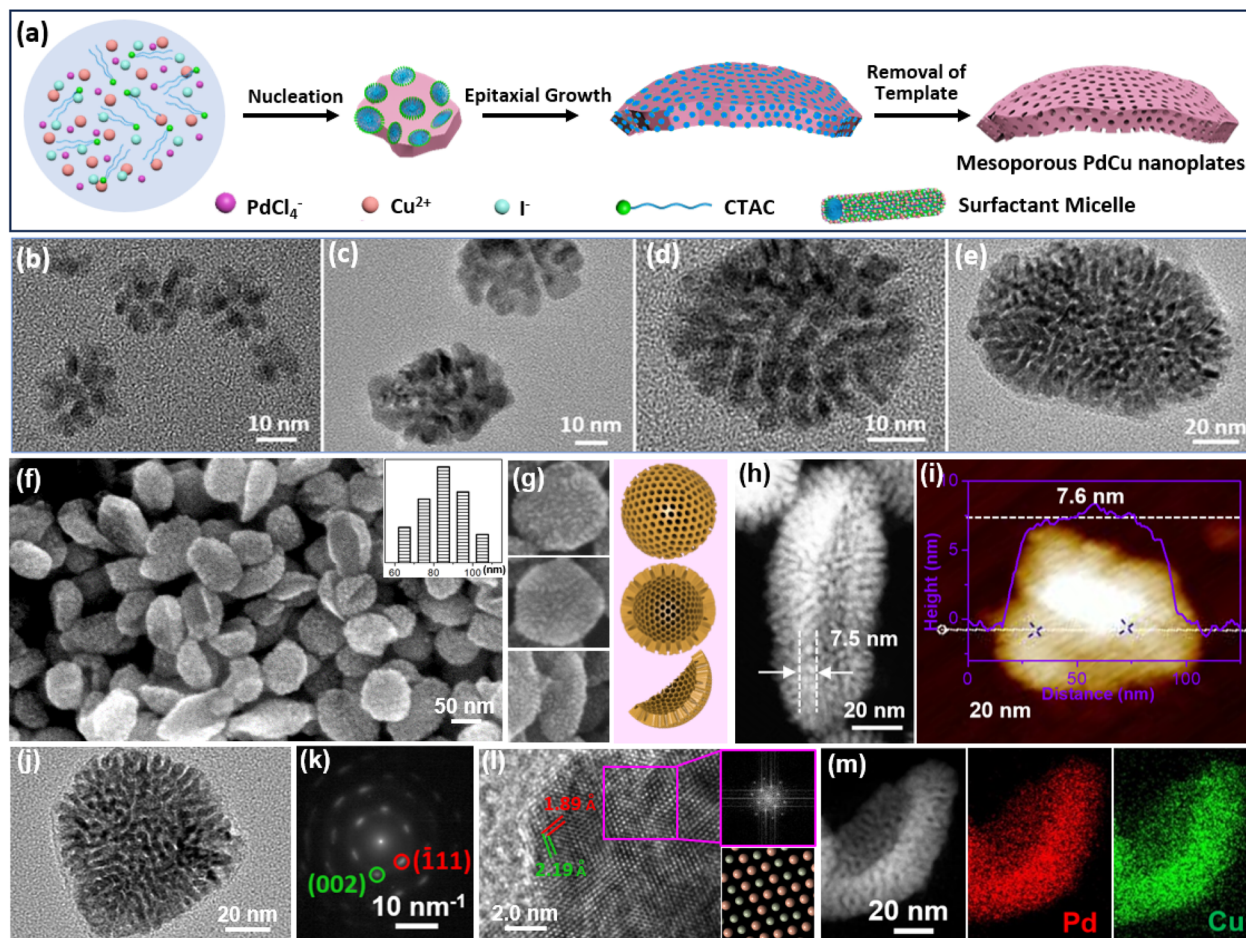 (a)
Nucleation
Epitaxial Growth
Removal of
Template
Mesoporous PdCu nanoplates
PdCl₄⁻
Cu²⁺
I⁻
CTAC
Surfactant Micelle
(b)
10 nm
(c)
10 nm
(d)
10 nm
(e)
20 nm
(f)
60 80 100 (nm)
50 nm
(g)
(h)
7.5 nm
20 nm
(i)
10
7.6 nm
5
0
Height (nm)
0 50 100
Distance (nm)
20 nm
(j)
20 nm
(k)
(002)
(1̄11)
10 nm⁻¹
(l)
1.89 Å
2.19 Å
2.0 nm
(m)
20 nm
Pd
Cu